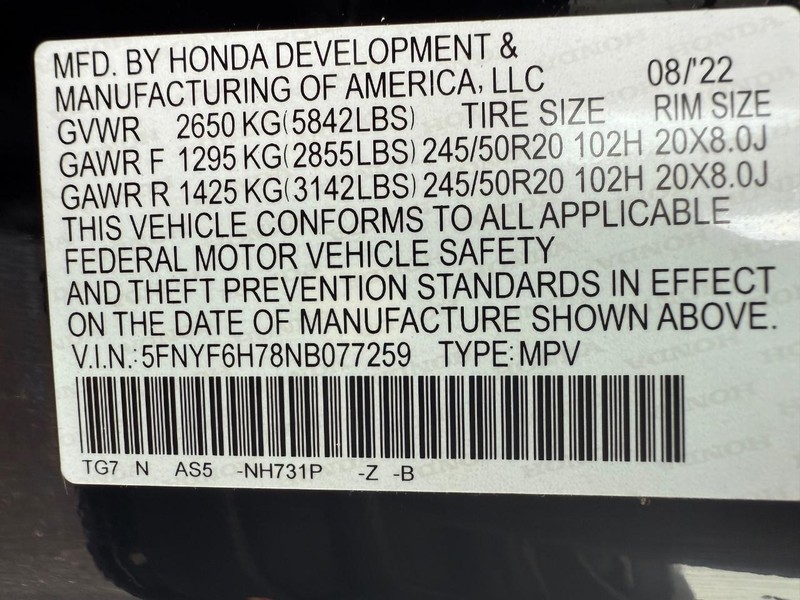 MFD. BY HONDA DEVELOPMENT &
MANUFACTURING OF AMERICA, LLC 08/'22
GVWR 2650 KG(5842LBS) TIRE SIZE RIM SIZE
GAWR F 1295 KG(2855LBS) 245/50R20 102H 20X8.0J
GAWR R 1425 KG(3142LBS) 245/50R20 102H 20X8.0J
THIS VEHICLE CONFORMS TO ALL APPLICABLE
FEDERAL MOTOR VEHICLE SAFETY
AND THEFT PREVENTION STANDARDS IN EFFECT
ON THE DATE OF MANUFACTURE SHOWN ABOVE.
V.I.N.: 5FNYF6H78NB077259 TYPE: MPV
TG7 N AS5 -NH731P -Z -B